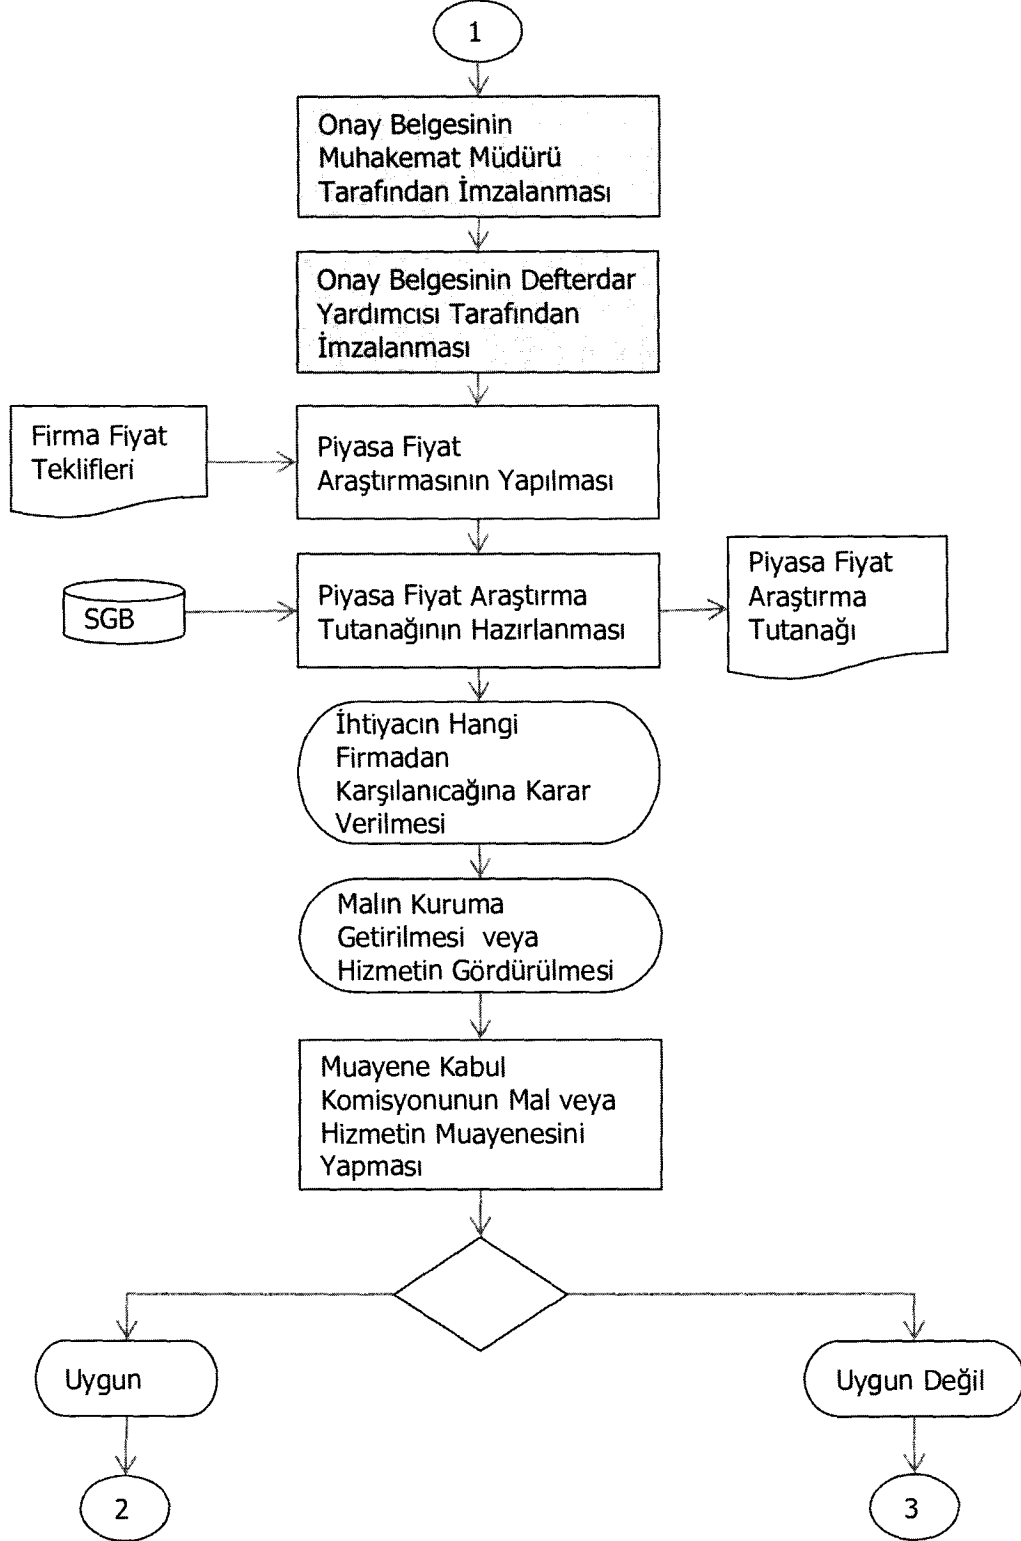 1
Onay Belgesinin
Muhakemat Müdürü
Tarafından İmzalanması
Onay Belgesinin Defterdar
Yardımcısı Tarafından
İmzalanması
Firma Fiyat
Teklifleri
Piyasa Fiyat
Araştırmasının Yapılması
SGB
Piyasa Fiyat Araştırma
Tutanağının Hazırlanması
Piyasa Fiyat
Araştırma
Tutanağı
İhtiyacın Hangi
Firmadan
Karşılanıcağına Karar
Verilmesi
Malın Kuruma
Getirilmesi veya
Hizmetin Gördürülmesi
Muayene Kabul
Komisyonunun Mal veya
Hizmetin Muayenesini
Yapması
Uygun
Uygun Değil
2
3